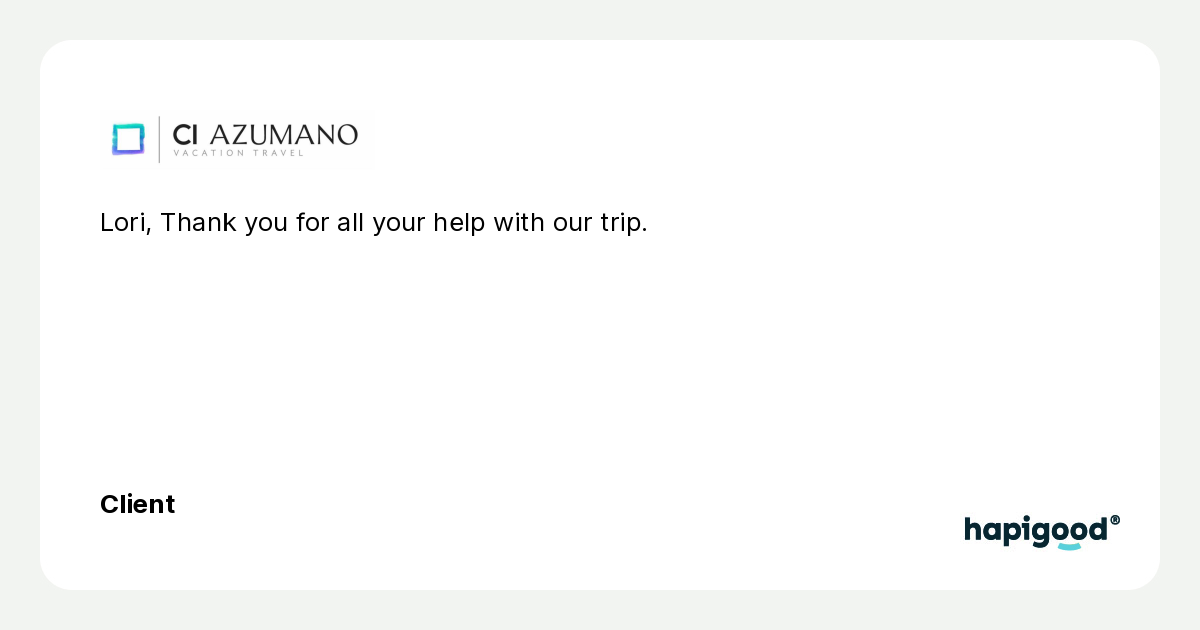 CI AZUMANO
VACATION TRAVEL
Lori, Thank you for all your help with our trip.
Client
hapigood®